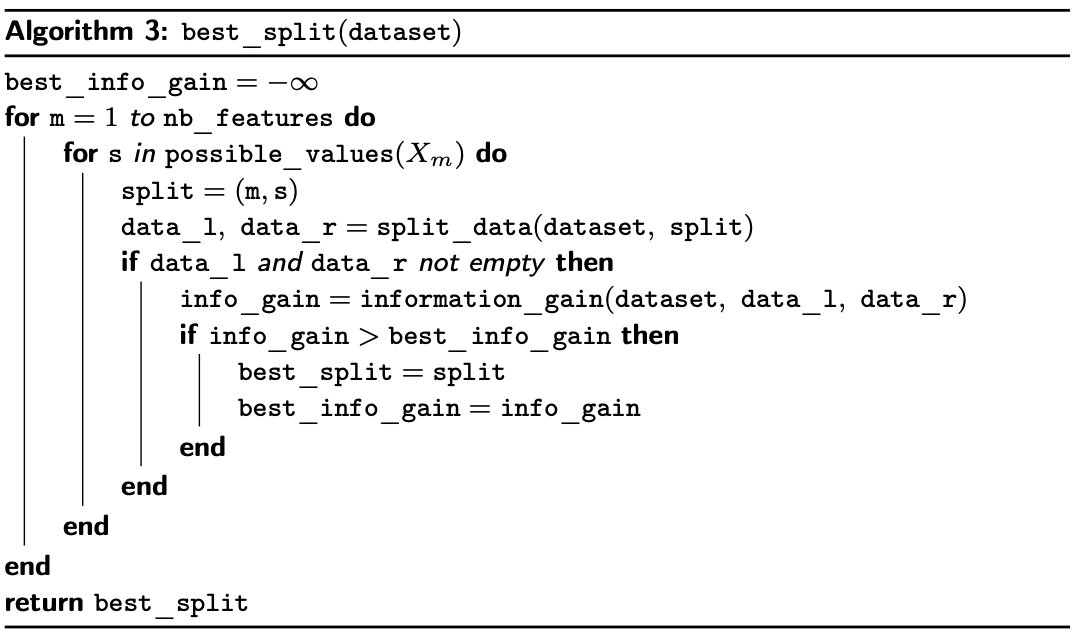 Algorithm 3: best_split(dataset)
best_info_gain = −∞
for m = 1 to nb_features do
for s in possible_values(Xₘ) do
split = (m, s)
data_l, data_r = split_data(dataset, split)
if data_l and data_r not empty then
info_gain = information_gain(dataset, data_l, data_r)
if info_gain > best_info_gain then
best_split = split
best_info_gain = info_gain
end
end
end
end
return best_split